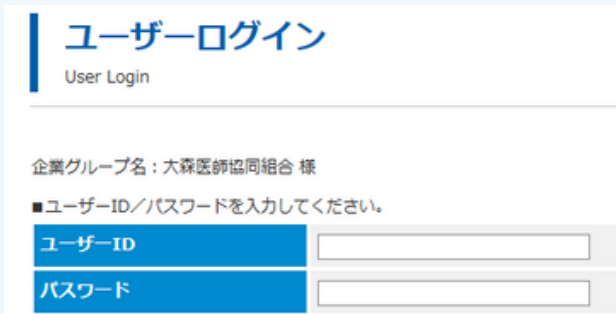 ユーザーログイン
User Login
企業グループ名：大森医師協同組合 様
■ユーザーID／パスワードを入力してください。
ユーザーID
パスワード